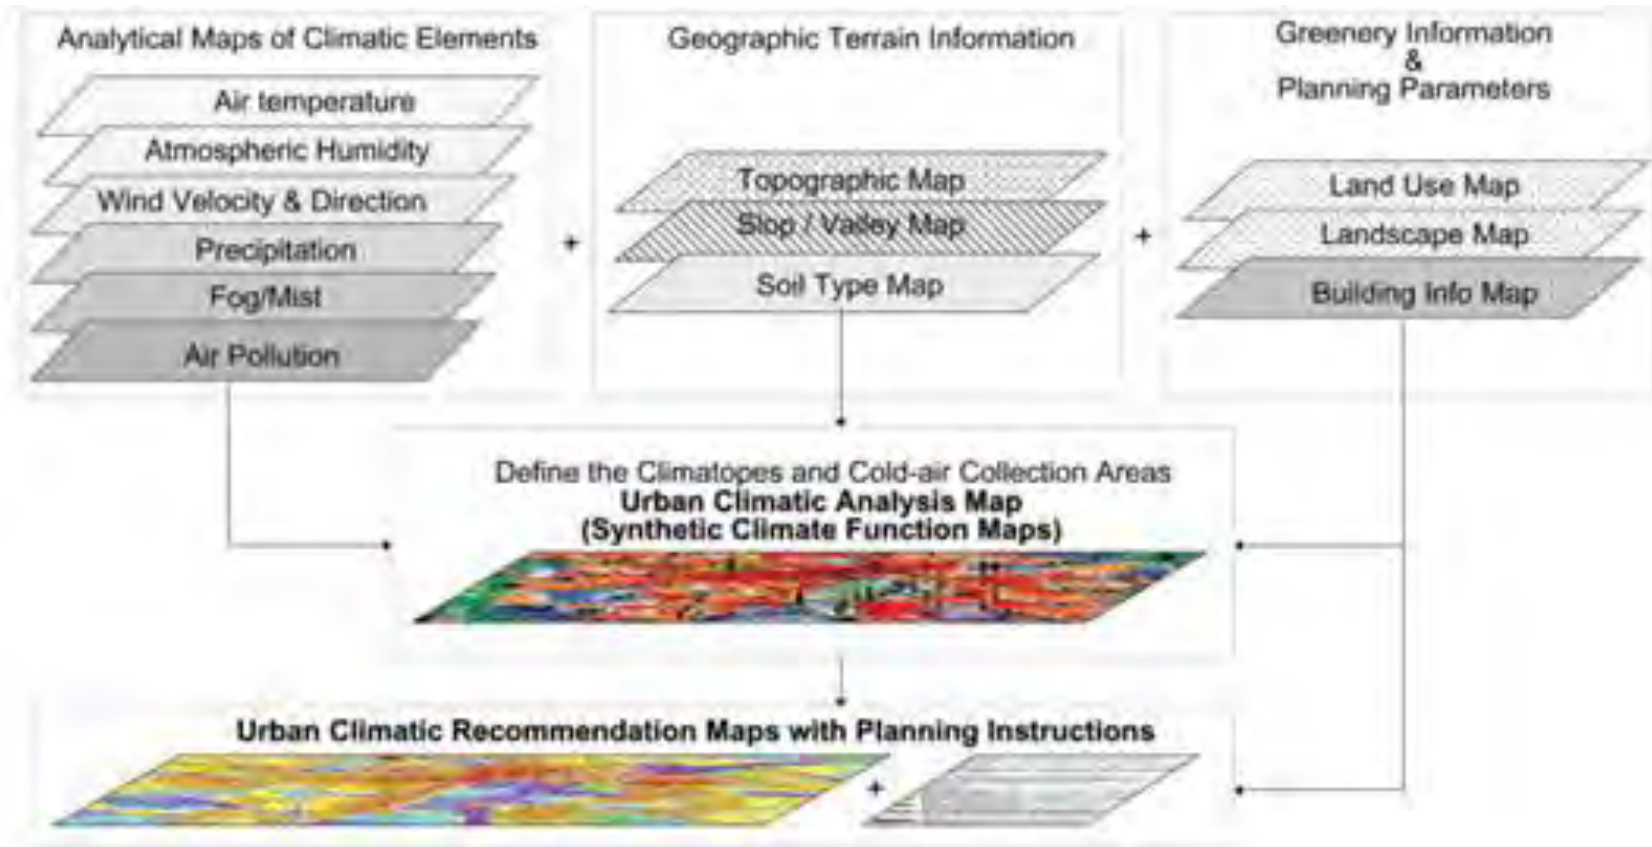 Analytical Maps of Climatic Elements
Air temperature
Atmospheric Humidity
Wind Velocity & Direction
Precipitation
Fog/Mist
Air Pollution
+
Geographic Terrain Information
Topographic Map
Slop / Valley Map
Soil Type Map
+
Greenery Information
&
Planning Parameters
Land Use Map
Landscape Map
Building Info Map
Define the Climatopes and Cold-air Collection Areas
Urban Climatic Analysis Map
(Synthetic Climate Function Maps)
Urban Climatic Recommendation Maps with Planning Instructions
+